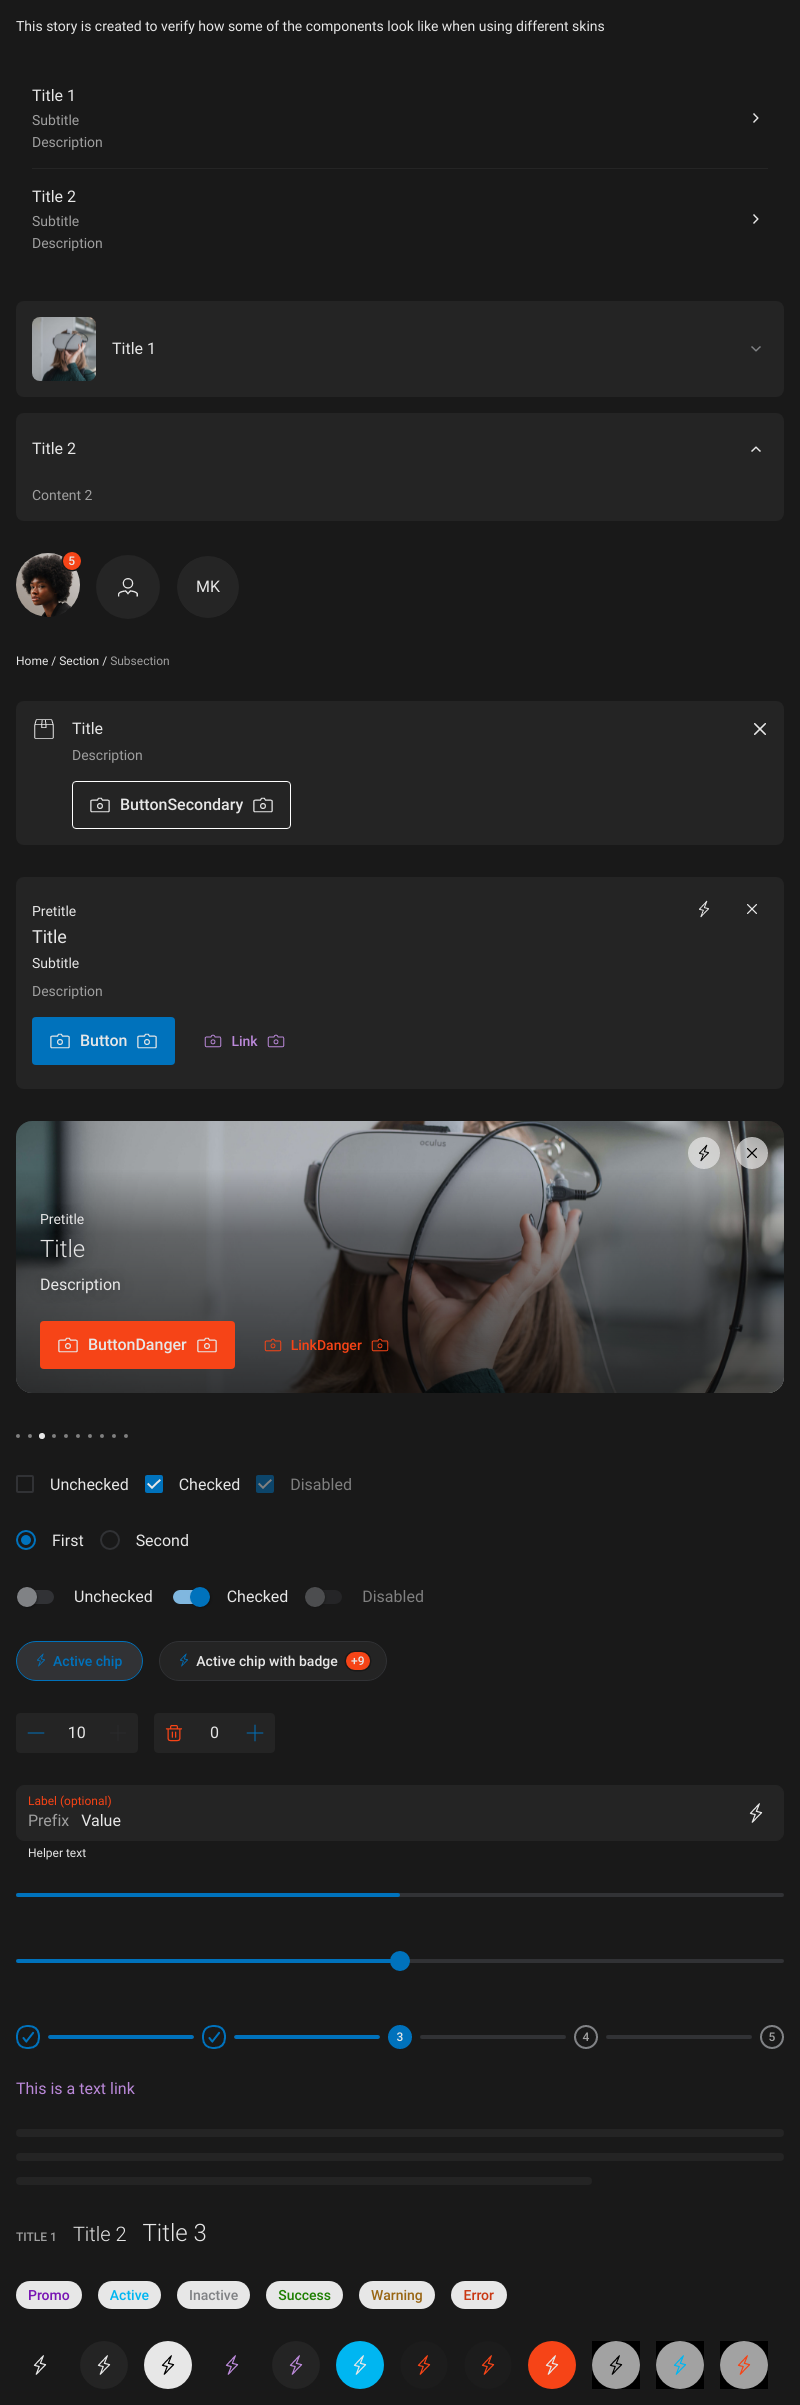 This story is created to verify how some of the components look like when using different skins
Title 1
Subtitle
Description
Title 2
Subtitle
Description
Title 1
Title 2
Content 2
5
MK
Home / Section / Subsection
Title
Description
ButtonSecondary
Pretitle
Title
Subtitle
Description
Button Link
oculus
Pretitle
Title
Description
ButtonDanger LinkDanger
Unchecked Checked Disabled
First Second
Unchecked Checked Disabled
Active chip Active chip with badge +9
10 0
Label (optional)
Prefix Value
Helper text
3 4 5
This is a text link
TITLE 1 Title 2 Title 3
Promo Active Inactive Success Warning Error